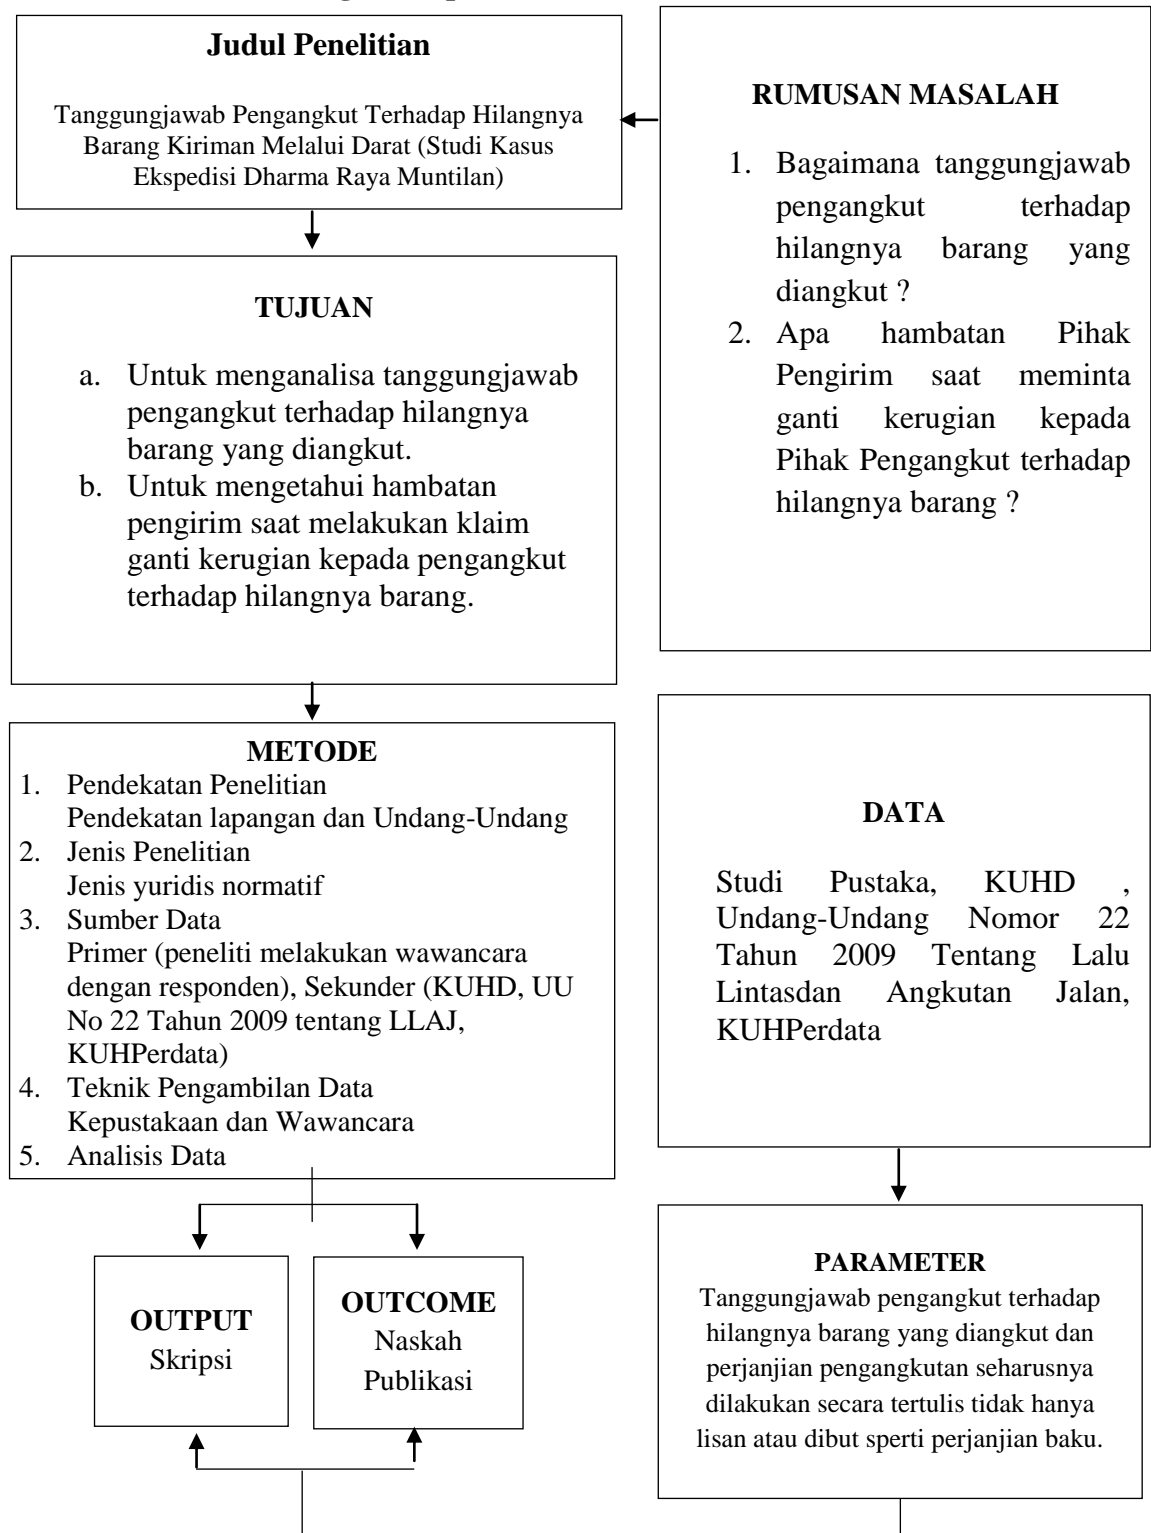 Judul Penelitian
Tanggungjawab Pengangkut Terhadap Hilangnya
Barang Kiriman Melalui Darat (Studi Kasus
Ekspedisi Dharma Raya Muntilan)
RUMUSAN MASALAH
1. Bagaimana tanggungjawab
pengangkut terhadap
hilangnya barang yang
diangkut ?
2. Apa hambatan Pihak
Pengirim saat meminta
ganti kerugian kepada
Pihak Pengangkut terhadap
hilangnya barang ?
TUJUAN
a. Untuk menganalisa tanggungjawab
pengangkut terhadap hilangnya
barang yang diangkut.
b. Untuk mengetahui hambatan
pengirim saat melakukan klaim
ganti kerugian kepada pengangkut
terhadap hilangnya barang.
METODE
1. Pendekatan Penelitian
Pendekatan lapangan dan Undang-Undang
2. Jenis Penelitian
Jenis yuridis normatif
3. Sumber Data
Primer (peneliti melakukan wawancara
dengan responden), Sekunder (KUHD, UU
No 22 Tahun 2009 tentang LLAJ,
KUHPerdata)
4. Teknik Pengambilan Data
Kepustakaan dan Wawancara
5. Analisis Data
DATA
Studi Pustaka, KUHD ,
Undang-Undang Nomor 22
Tahun 2009 Tentang Lalu
Lintasdan Angkutan Jalan,
KUHPerdata
OUTPUT
Skripsi
OUTCOME
Naskah
Publikasi
PARAMETER
Tanggungjawab pengangkut terhadap
hilangnya barang yang diangkut dan
perjanjian pengangkutan seharusnya
dilakukan secara tertulis tidak hanya
lisan atau dibut sperti perjanjian baku.